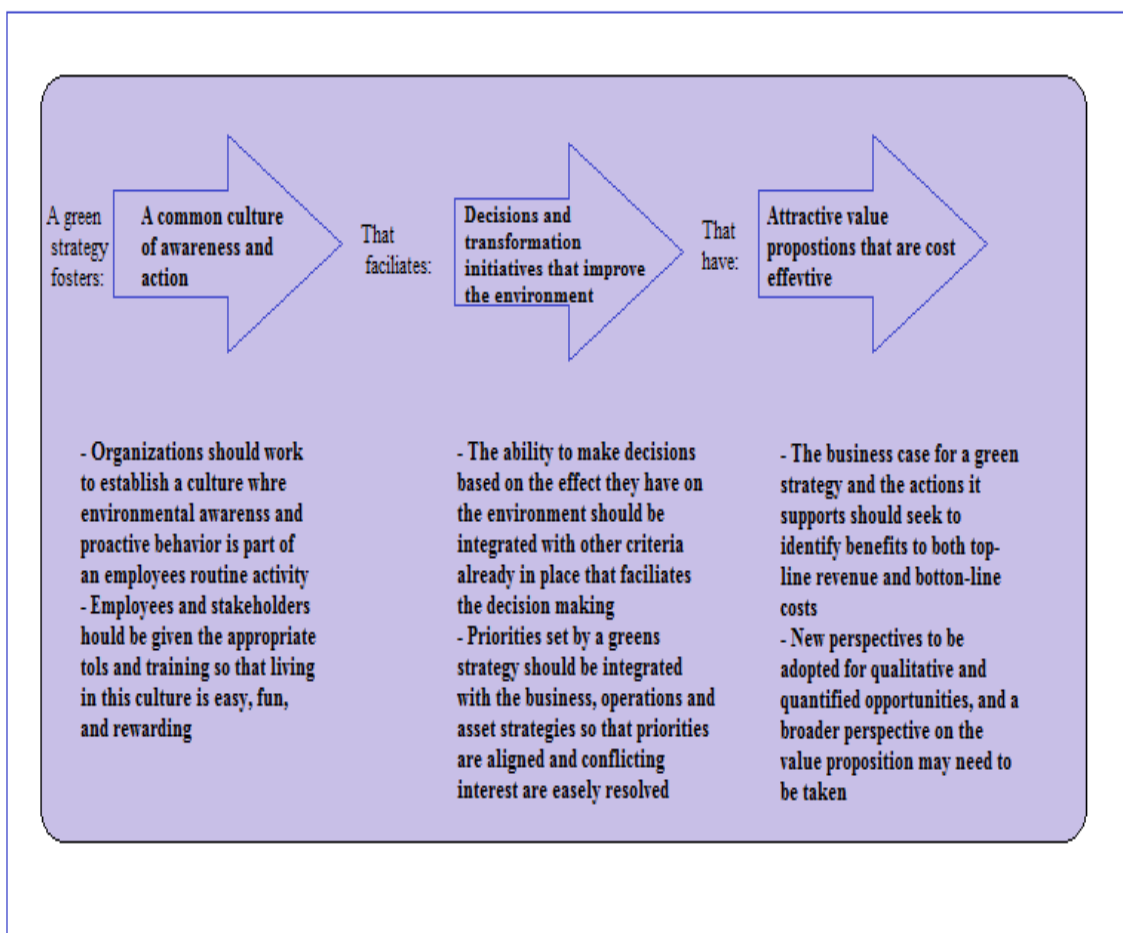 A green
strategy
fosters:
A common culture
of awareness and
action
That
faciliates:
Decisions and
transformation
initiatives that improve
the environment
That
have:
Attractive value
propostions that are cost
effevtive
- Organizations should work
to establish a culture whre
environmental awarenss and
proactive behavior is part of
an employees routine activity
- Employees and stakeholders
hould be given the appropriate
tols and training so that living
in this culture is easy, fun,
and rewarding
- The ability to make decisions
based on the effect they have on
the environment should be
integrated with other criteria
already in place that faciliates
the decision making
- Priorities set by a greens
strategy should be integrated
with the business, operations and
asset strategies so that priorities
are aligned and conflicting
interest are easely resolved
- The business case for a green
strategy and the actions it
supports should seek to
identify benefits to both top-
line revenue and botton-line
costs
- New perspectives to be
adopted for qualitative and
quantified opportunities, and a
broader perspective on the
value proposition may need to
be taken